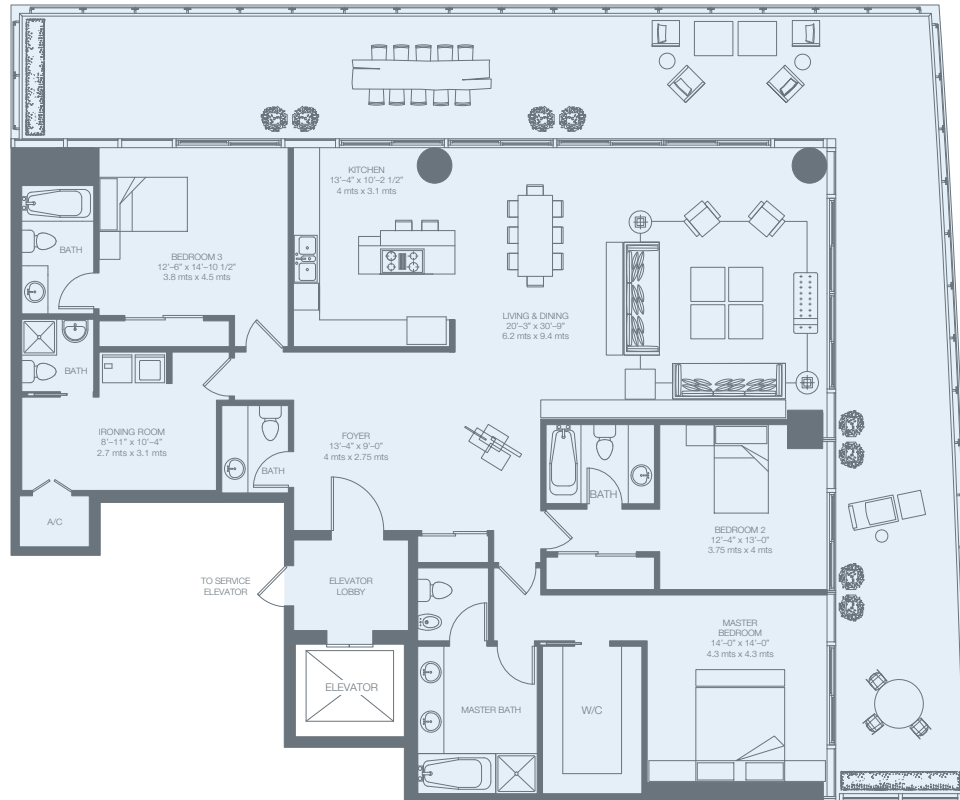 KITCHEN
13'-4" x 10'-2 1/2"
4 mts x 3.1 mts
BATH
BEDROOM 3
12'-6" x 14'-10 1/2"
3.8 mts x 4.5 mts
LIVING & DINING
20'-3" x 30'-9"
6.2 mts x 9.4 mts
BATH
IRONING ROOM
8'-11" x 10'-4"
2.7 mts x 3.1 mts
FOYER
13'-4" x 9'-0"
4 mts x 2.75 mts
BATH
BATH
A/C
BEDROOM 2
12'-4" x 13'-0"
3.75 mts x 4 mts
TO SERVICE
ELEVATOR
ELEVATOR
LOBBY
MASTER
BEDROOM
14'-0" x 14'-0"
4.3 mts x 4.3 mts
ELEVATOR
MASTER BATH
W/C